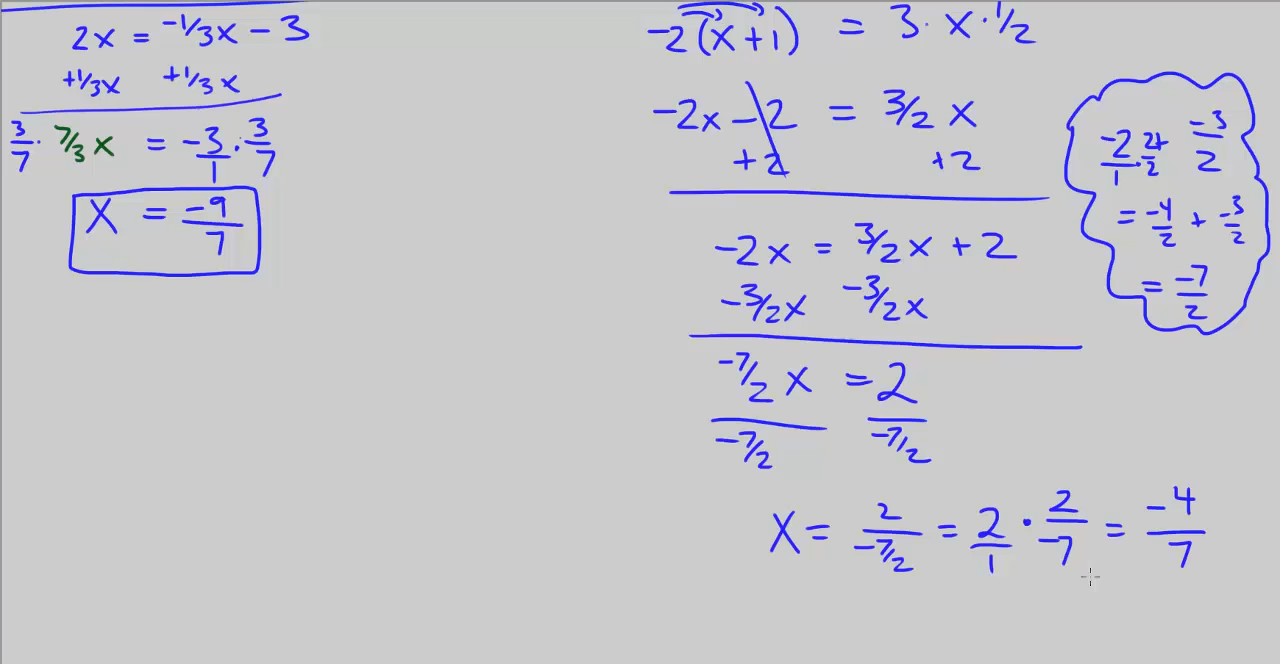 2x = -1/3x - 3
+1/3x +1/3x
3/7 · 7/3 x = -3/1 · 3/7
x = -9/7
-2(x+1) = 3 · x · 1/2
-2x - 2 = 3/2 x
+2 +2
-2x = 3/2x + 2
-3/2x -3/2x
-7/2 x = 2
-7/2 -7/2
x = 2/-7/2 = 2/1 · 2/-7 = -4/7
-2/1 · 2/2 + -3/2
= -4/2 + -3/2
= -7/2